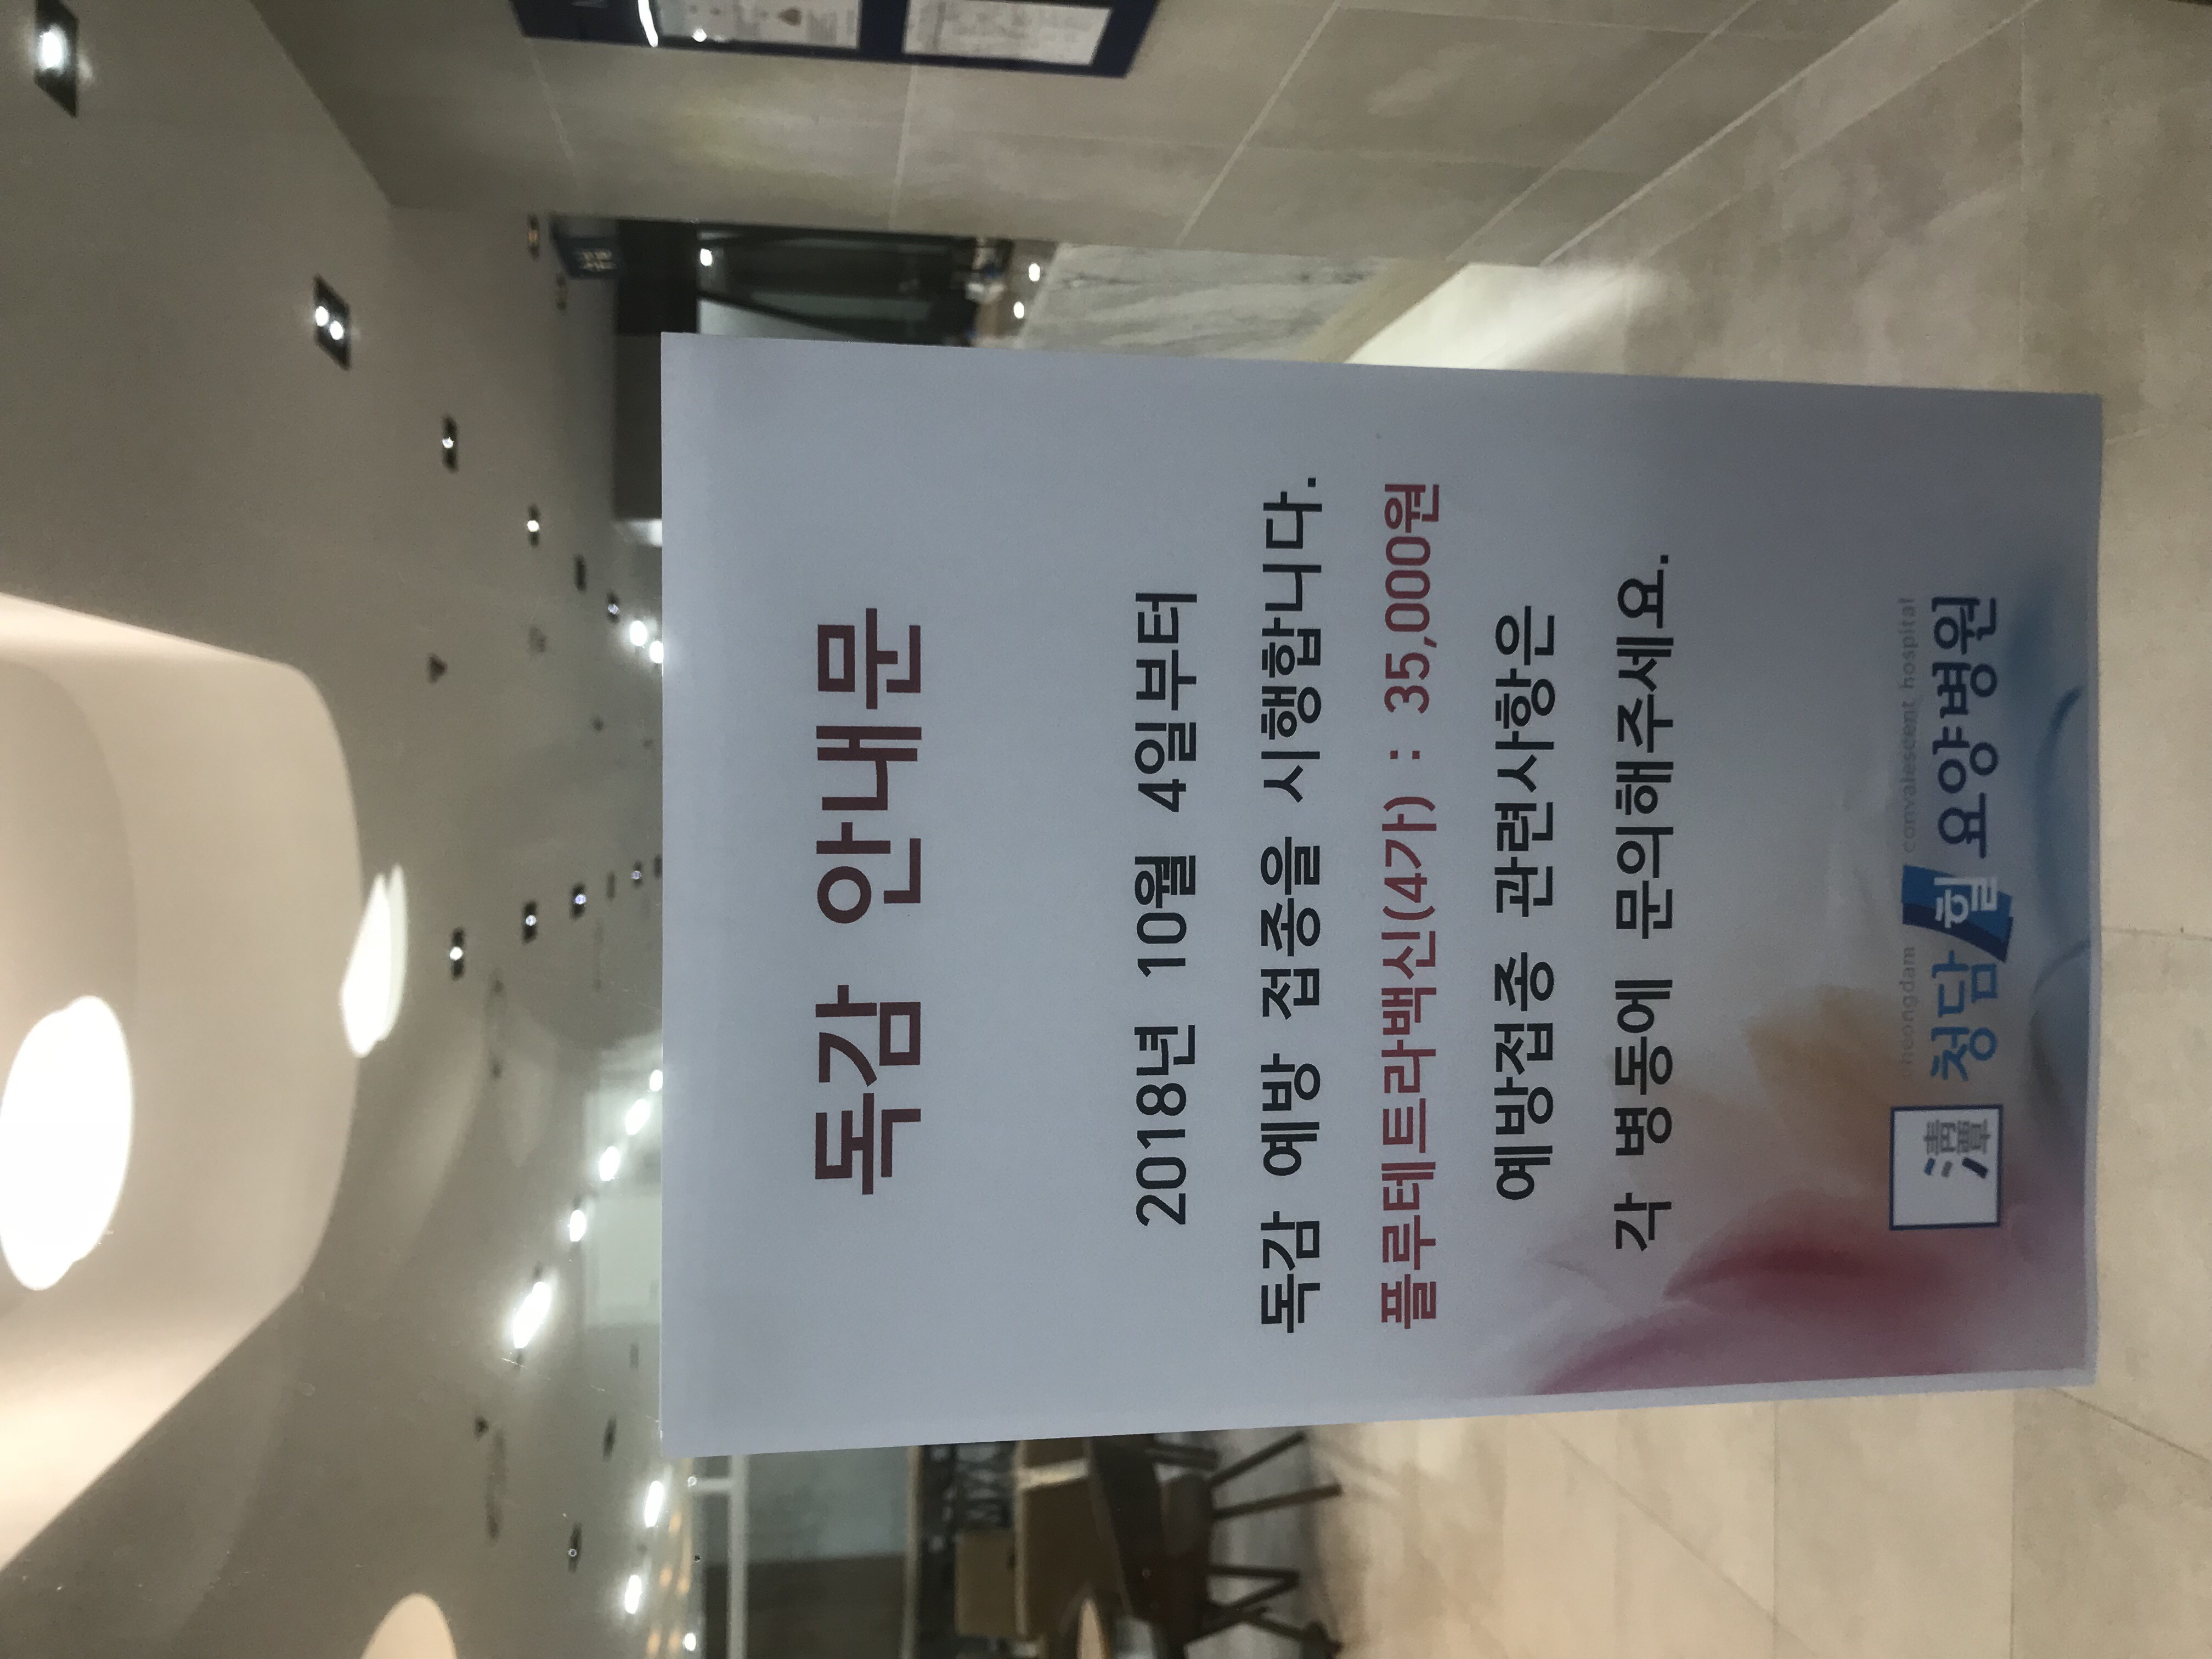 독감 안내문
2018년 10월 4일부터
독감 예방 접종을 시행합니다.
플루테트라백신(4가) : 35,000원
예방접종 관련사항은
각 병동에 문의해주세요.
cheongdam convalescent hospital
淸潭 청담 힐 요양병원